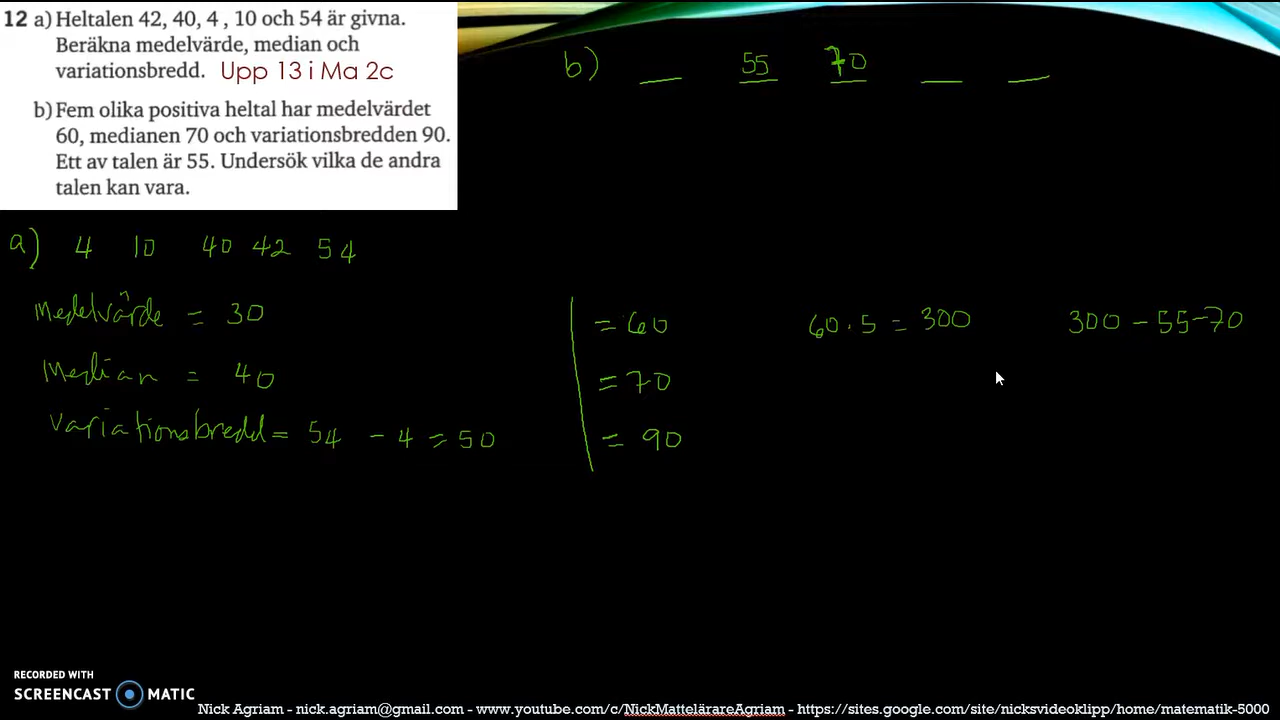 12 a) Heltalen 42, 40, 4 , 10 och 54 är givna.
Beräkna medelvärde, median och
variationsbredd. Upp 13 i Ma 2c
b) Fem olika positiva heltal har medelvärdet
60, medianen 70 och variationsbredden 90.
Ett av talen är 55. Undersök vilka de andra
talen kan vara.
b) __ 55 70 __ __
a) 4 10 40 42 54
Medelvärde = 30
Median = 40
Variationsbredd = 54 - 4 = 50
= 60
= 70
= 90
60 · 5 = 300
300 - 55 - 70
RECORDED WITH
SCREENCAST MATIC
Nick Agriam - nick.agriam@gmail.com - www.youtube.com/c/NickMattelärareAgriam - https://sites.google.com/site/nicksvideoklipp/home/matematik-5000